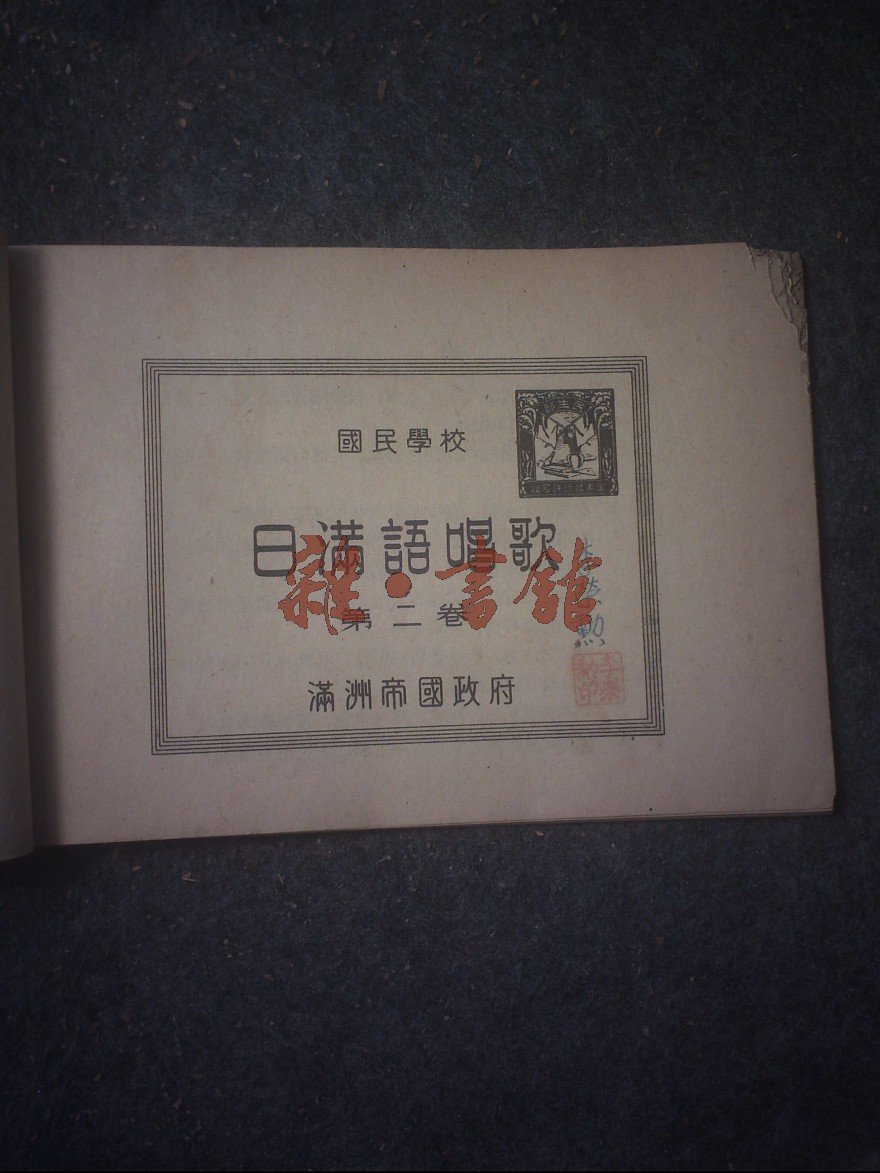 國民學校
日滿語唱歌
第二卷
滿洲帝國政府
雜·書館